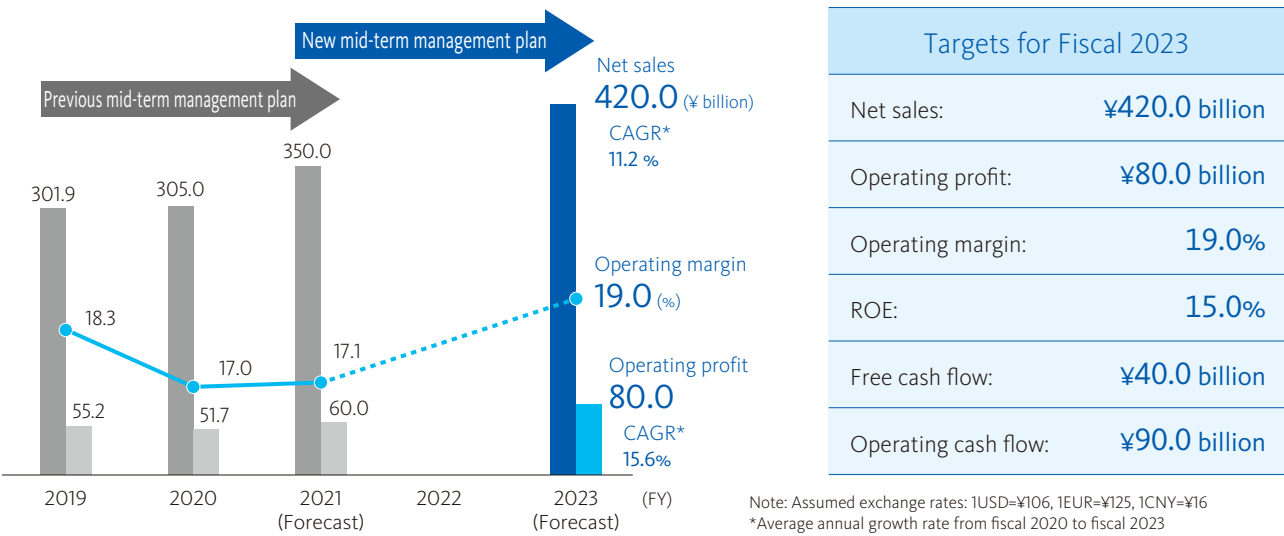 New mid-term management plan
Previous mid-term management plan
Net sales
420.0 (¥ billion)
CAGR*
11.2 %
350.0
301.9
305.0
Operating margin
19.0 (%)
18.3
17.0
17.1
Operating profit
80.0
CAGR*
15.6%
55.2
51.7
60.0
2019
2020
2021
(Forecast)
2022
2023
(Forecast)
(FY)
Targets for Fiscal 2023
Net sales: ¥420.0 billion
Operating profit: ¥80.0 billion
Operating margin: 19.0%
ROE: 15.0%
Free cash flow: ¥40.0 billion
Operating cash flow: ¥90.0 billion
Note: Assumed exchange rates: 1USD=¥106, 1EUR=¥125, 1CNY=¥16
*Average annual growth rate from fiscal 2020 to fiscal 2023